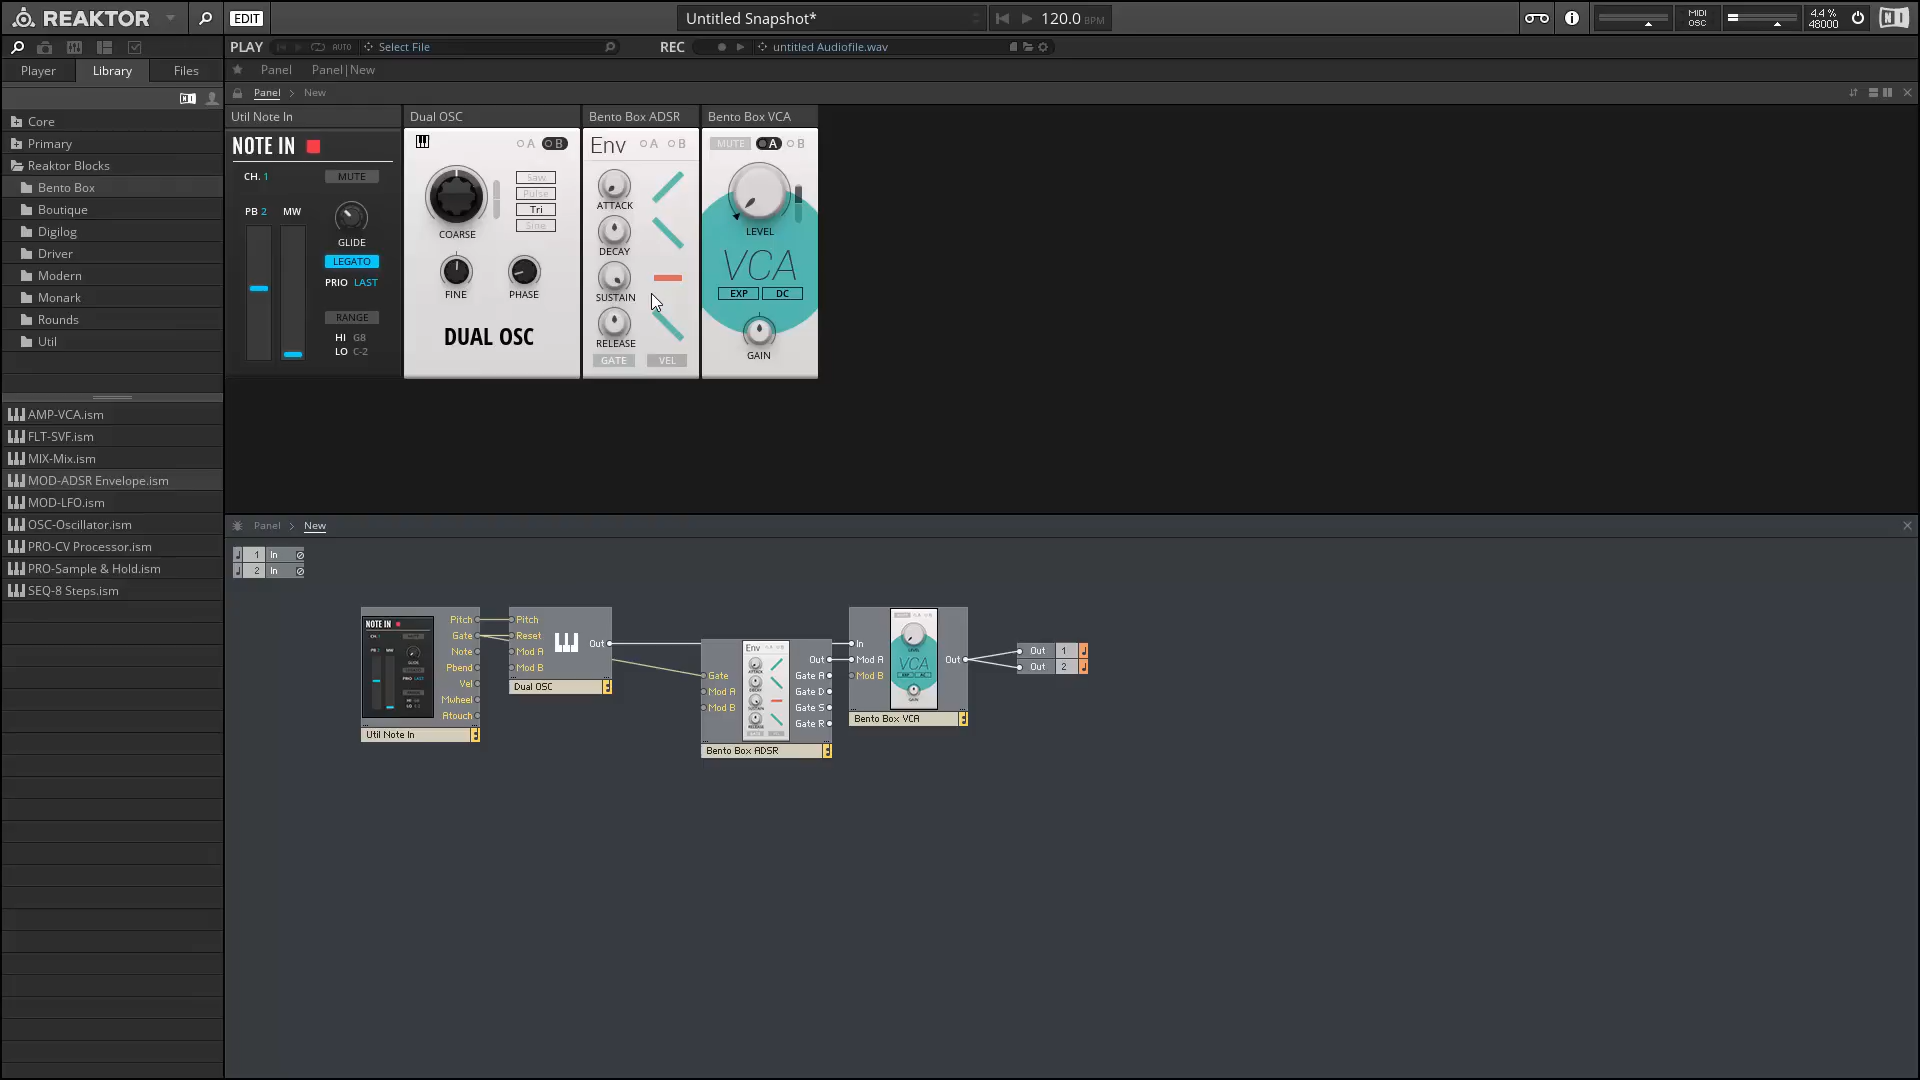 REAKTOR
EDIT
Untitled Snapshot*
120.0 BPM
MIDI
OSC
4.4 %
48000
PLAY
AUTO
Select File
REC
untitled Audiofile.wav
Player
Library
Files
Panel
Panel|New
Panel
New
Core
Primary
Reaktor Blocks
Bento Box
Boutique
Digilog
Driver
Modern
Monark
Rounds
Util
AMP-VCA.ism
FLT-SVF.ism
MIX-Mix.ism
MOD-ADSR Envelope.ism
MOD-LFO.ism
OSC-Oscillator.ism
PRO-CV Processor.ism
PRO-Sample & Hold.ism
SEQ-8 Steps.ism
Util Note In
NOTE IN
CH. 1
MUTE
PB 2
MW
GLIDE
LEGATO
PRIO LAST
RANGE
HI G8
LO C-2
Dual OSC
A
B
COARSE
Saw
Pulse
Tri
Sine
FINE
PHASE
DUAL OSC
Bento Box ADSR
Env
A
B
ATTACK
DECAY
SUSTAIN
RELEASE
GATE
VEL
Bento Box VCA
MUTE
A
B
LEVEL
VCA
EXP
DC
GAIN
Panel
New
1 In
2 In
NOTE IN
Pitch
Gate
Note
Pbend
Vel
Mwheel
Atouch
Util Note In
Pitch
Reset
Mod A
Mod B
Out
Dual OSC
Gate
Mod A
Mod B
Env
Out
Gate A
Gate D
Gate S
Gate R
Bento Box ADSR
In
Mod A
Mod B
VCA
Out
Bento Box VCA
Out 1
Out 2